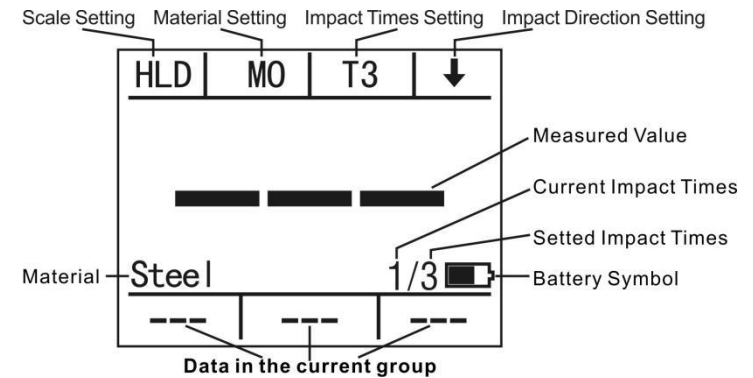 Scale Setting Material Setting Impact Times Setting Impact Direction Setting
HLD M0 T3 ↓
Measured Value
--- Current Impact Times
Setted Impact Times
Material Steel 1/3 Battery Symbol
--- --- ---
Data in the current group